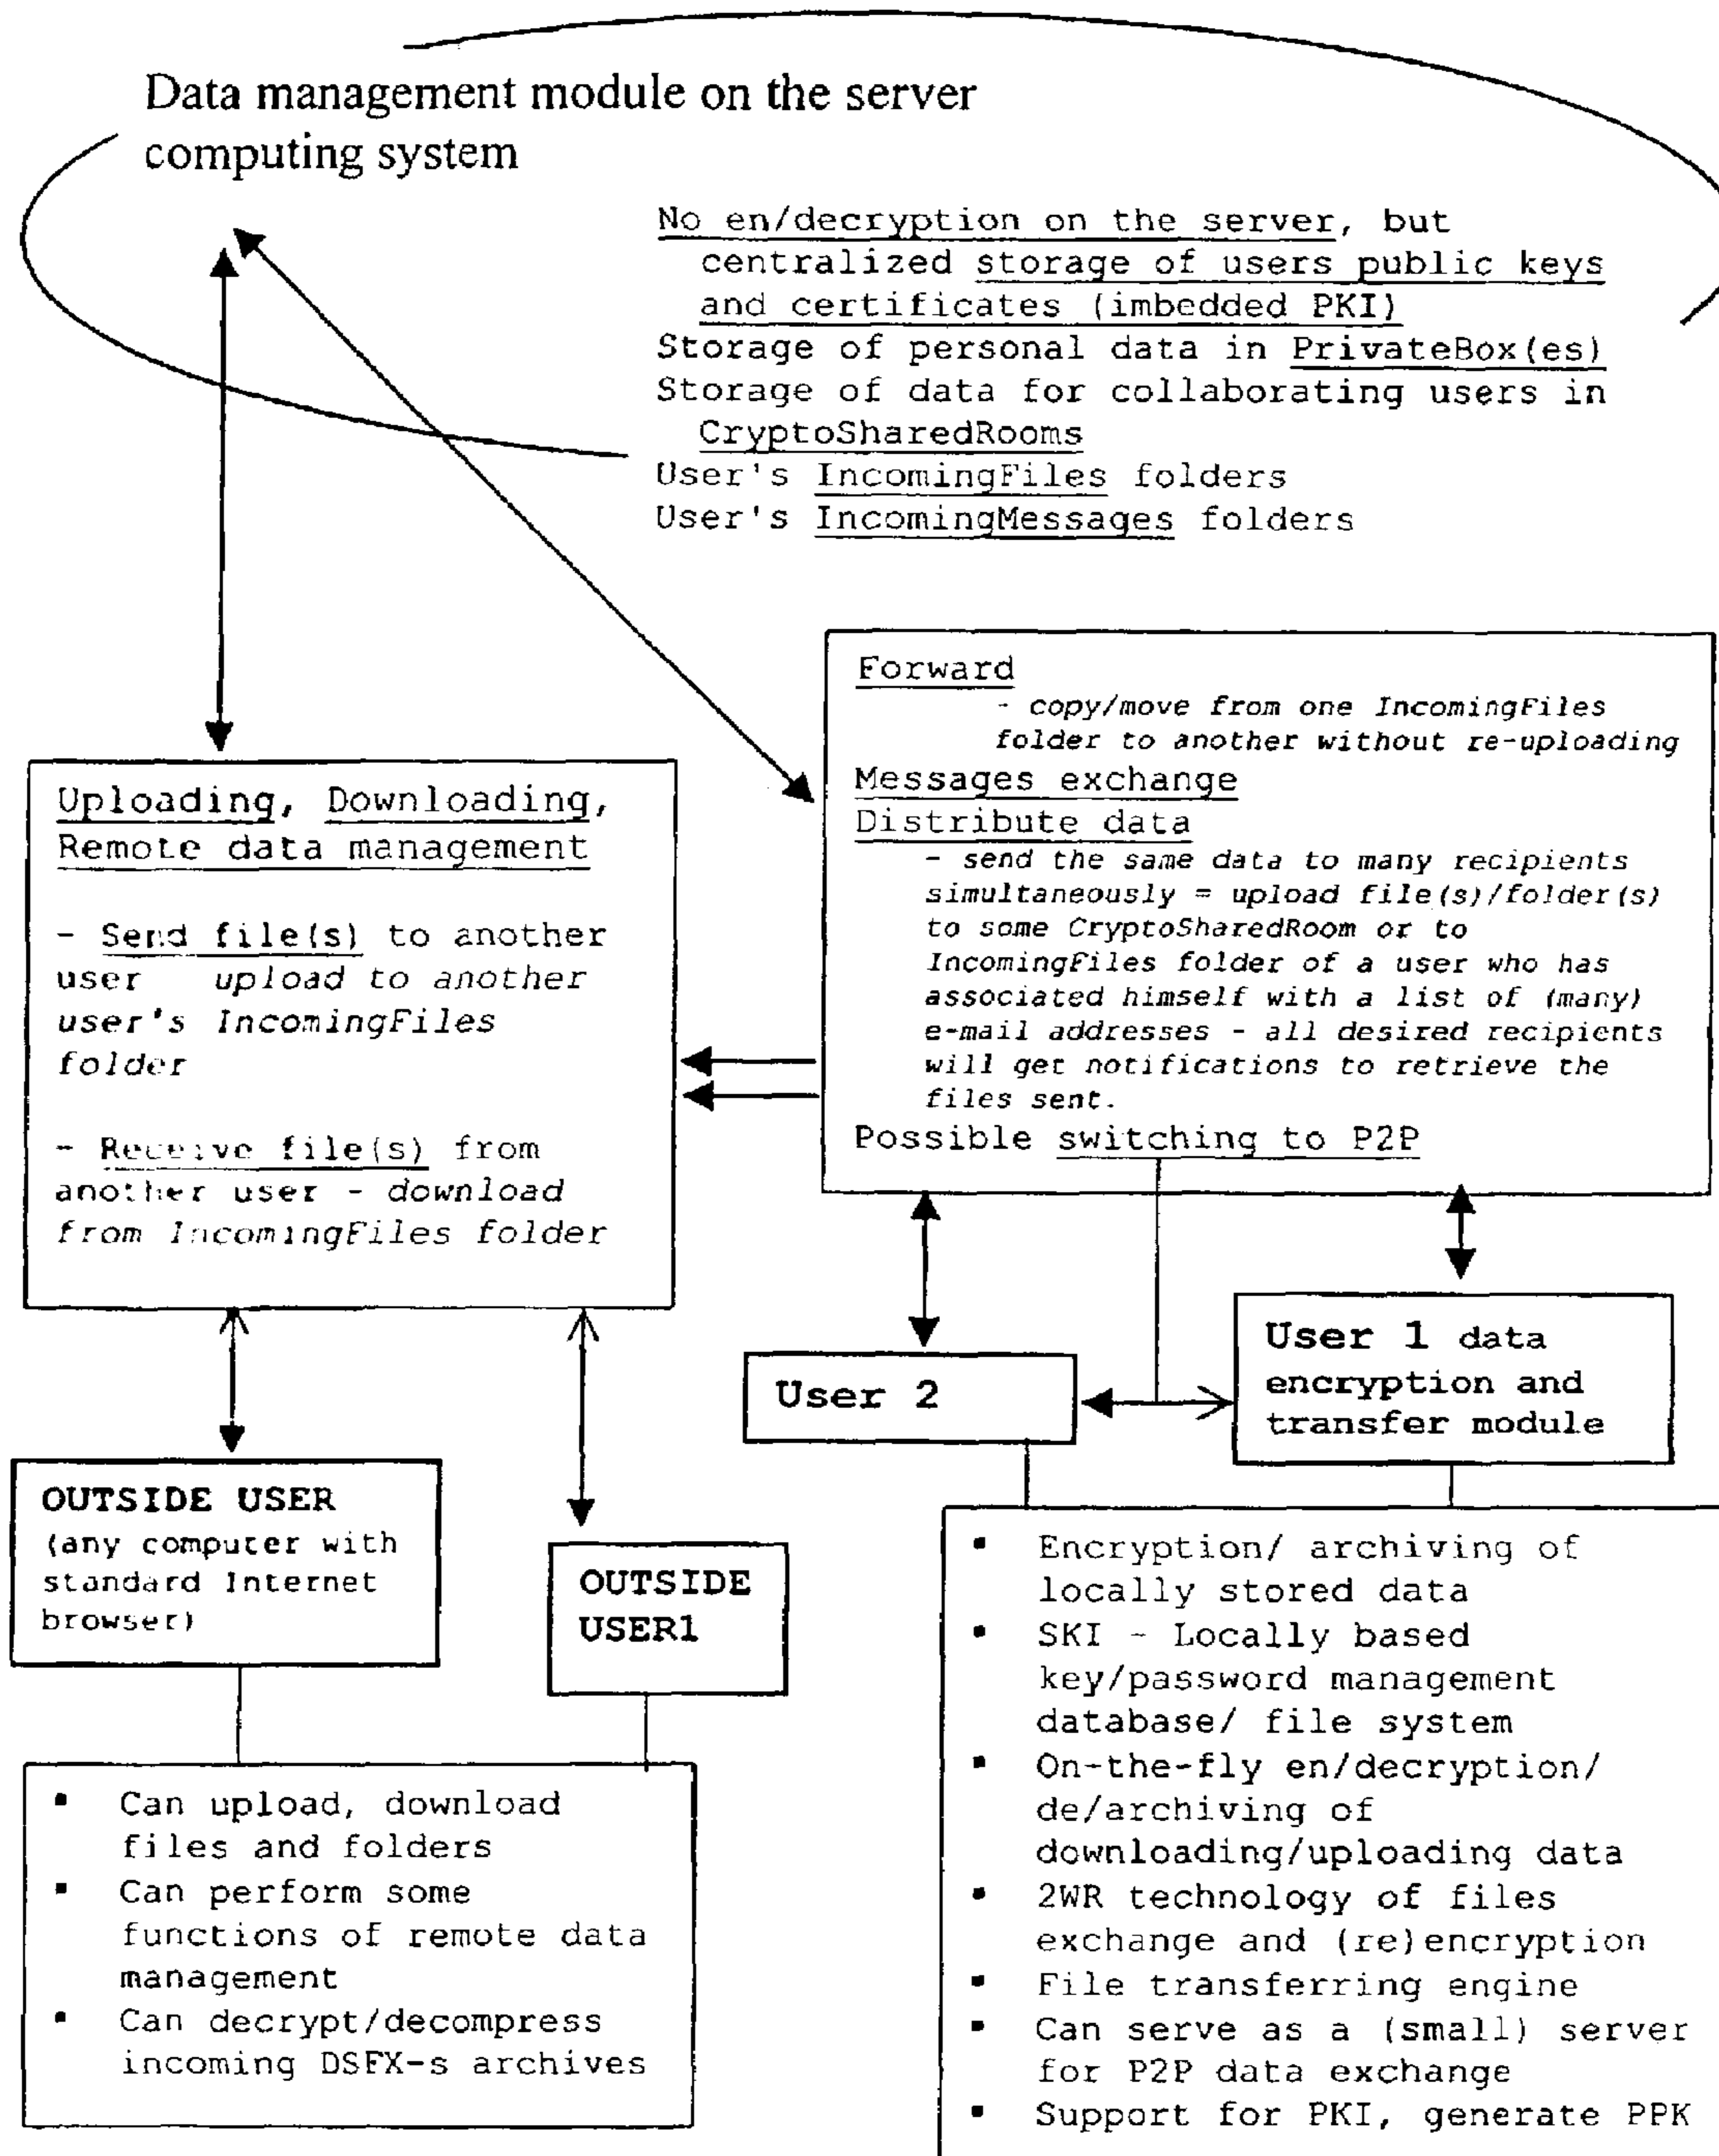 Data management module on the server
computing system
No en/decryption on the server, but
centralized storage of users public keys
and certificates (imbedded PKI)
Storage of personal data in PrivateBox(es)
Storage of data for collaborating users in
CryptoSharedRooms
User's IncomingFiles folders
User's IncomingMessages folders
Forward
- copy/move from one IncomingFiles
folder to another without re-uploading
Messages exchange
Distribute data
- send the same data to many recipients
simultaneously = upload file(s)/folder(s)
to some CryptoSharedRoom or to
IncomingFiles folder of a user who has
associated himself with a list of (many)
e-mail addresses - all desired recipients
will get notifications to retrieve the
files sent.
Possible switching to P2P
Uploading, Downloading,
Remote data management
- Send file(s) to another
user upload to another
user's IncomingFiles
folder
- Receive file(s) from
another user - download
from IncomingFiles folder
User 2
User 1 data
encryption and
transfer module
OUTSIDE USER
(any computer with
standard Internet
browser)
OUTSIDE
USER1
▪ Can upload, download
files and folders
▪ Can perform some
functions of remote data
management
▪ Can decrypt/decompress
incoming DSFX-s archives
▪ Encryption/ archiving of
locally stored data
▪ SKI - Locally based
key/password management
database/ file system
▪ On-the-fly en/decryption/
de/archiving of
downloading/uploading data
▪ 2WR technology of files
exchange and (re)encryption
▪ File transferring engine
▪ Can serve as a (small) server
for P2P data exchange
▪ Support for PKI, generate PPK